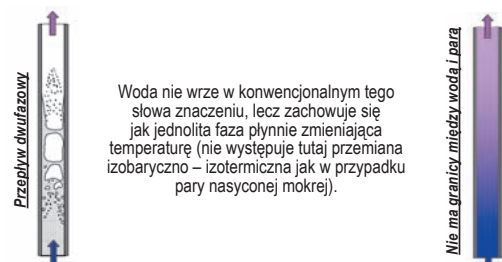 Przepływ dwufazowy
Woda nie wrze w konwencjonalnym tego
słowa znaczeniu, lecz zachowuje się
jak jednolita faza płynnie zmieniająca
temperaturę (nie występuje tutaj przemiana
izobaryczno – izotermiczna jak w przypadku
pary nasyconej mokrej).
Nie ma granicy między wodą i parą